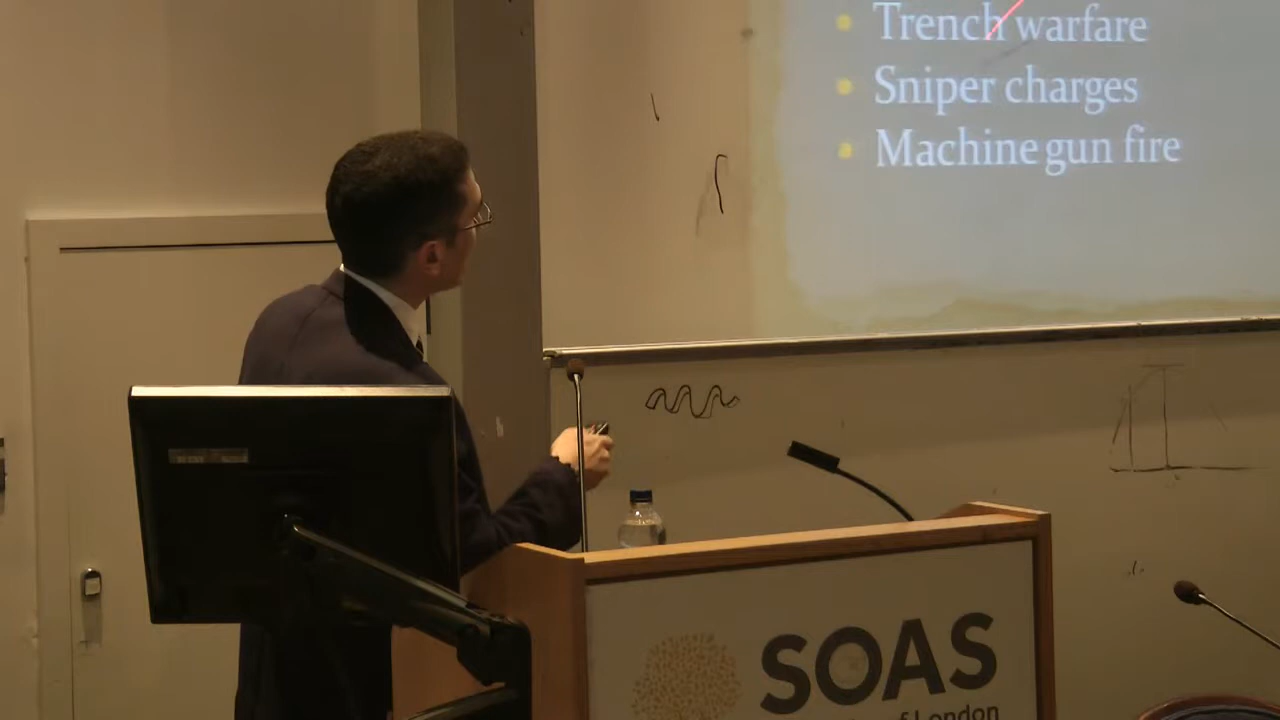 Trench warfare
Sniper charges
Machine gun fire
SOAS
of London